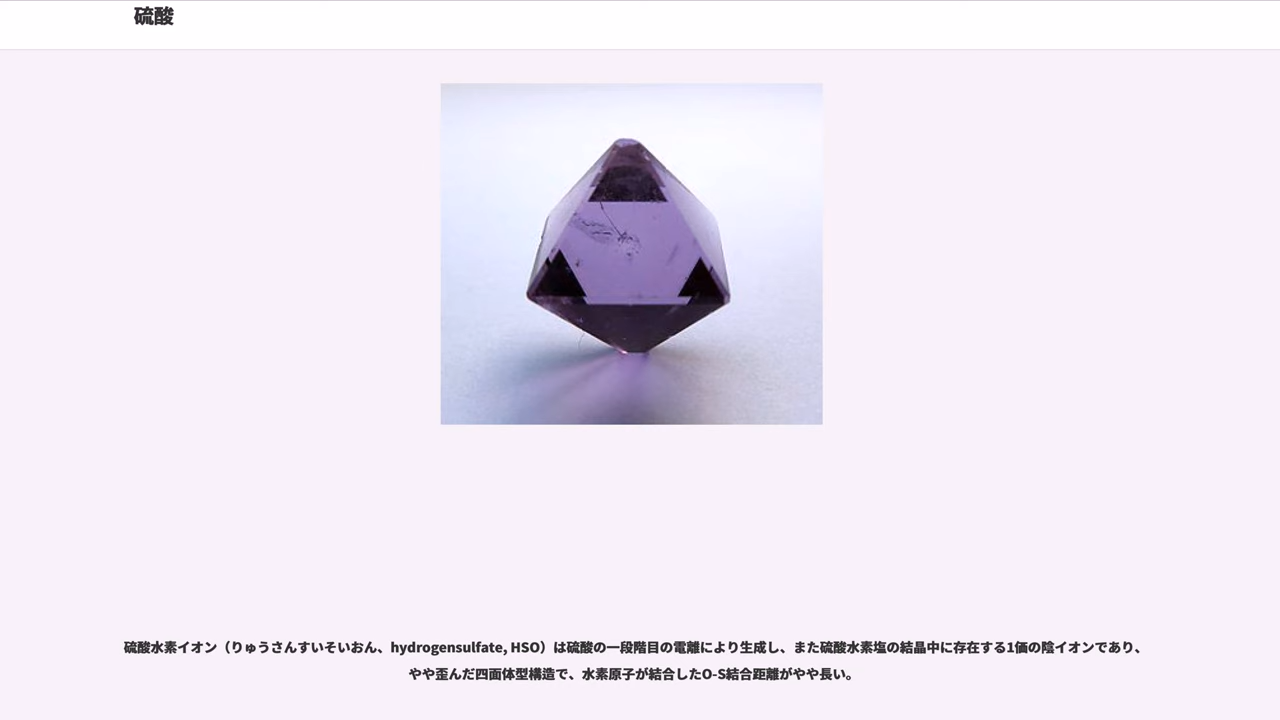 硫酸
硫酸水素イオン（りゅうさんすいそいおん、hydrogensulfate, HSO）は硫酸の一段階目の電離により生成し、また硫酸水素塩の結晶中に存在する1価の陰イオンであり、
やや歪んだ四面体型構造で、水素原子が結合したO-S結合距離がやや長い。